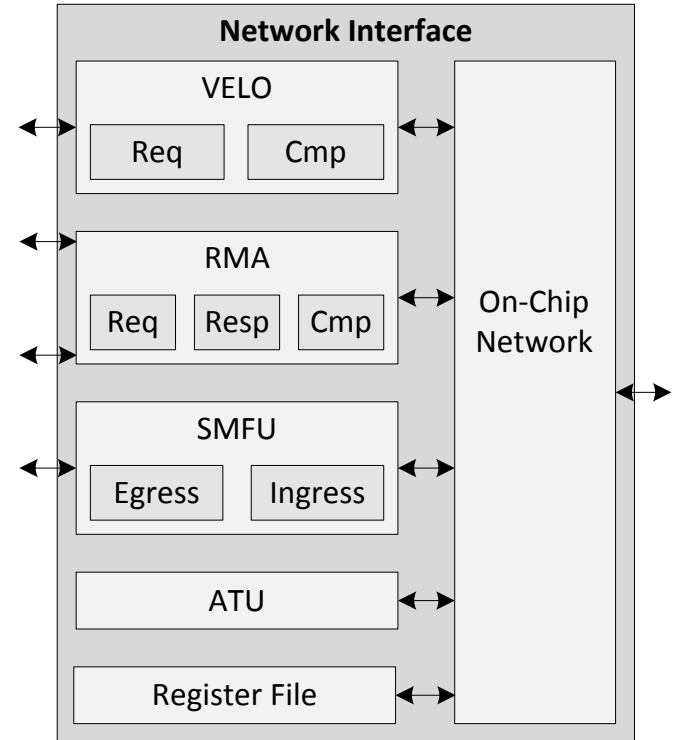 Network Interface
VELO
Req
Cmp
RMA
Req
Resp
Cmp
SMFU
Egress
Ingress
ATU
Register File
On-Chip
Network